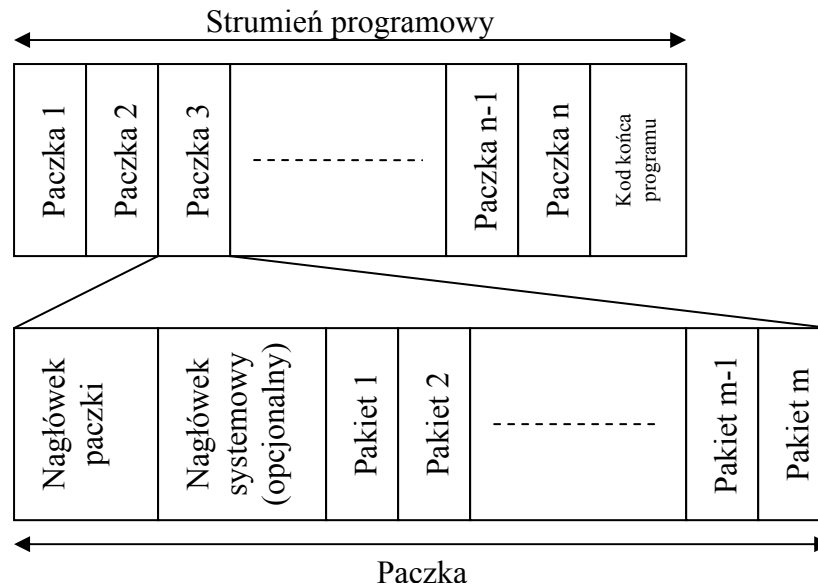 Strumień programowy
Paczka 1
Paczka 2
Paczka 3
Paczka n-1
Paczka n
Kod końca
programu
Nagłówek
paczki
Nagłówek
systemowy
(opcjonalny)
Pakiet 1
Pakiet 2
Pakiet m-1
Pakiet m
Paczka